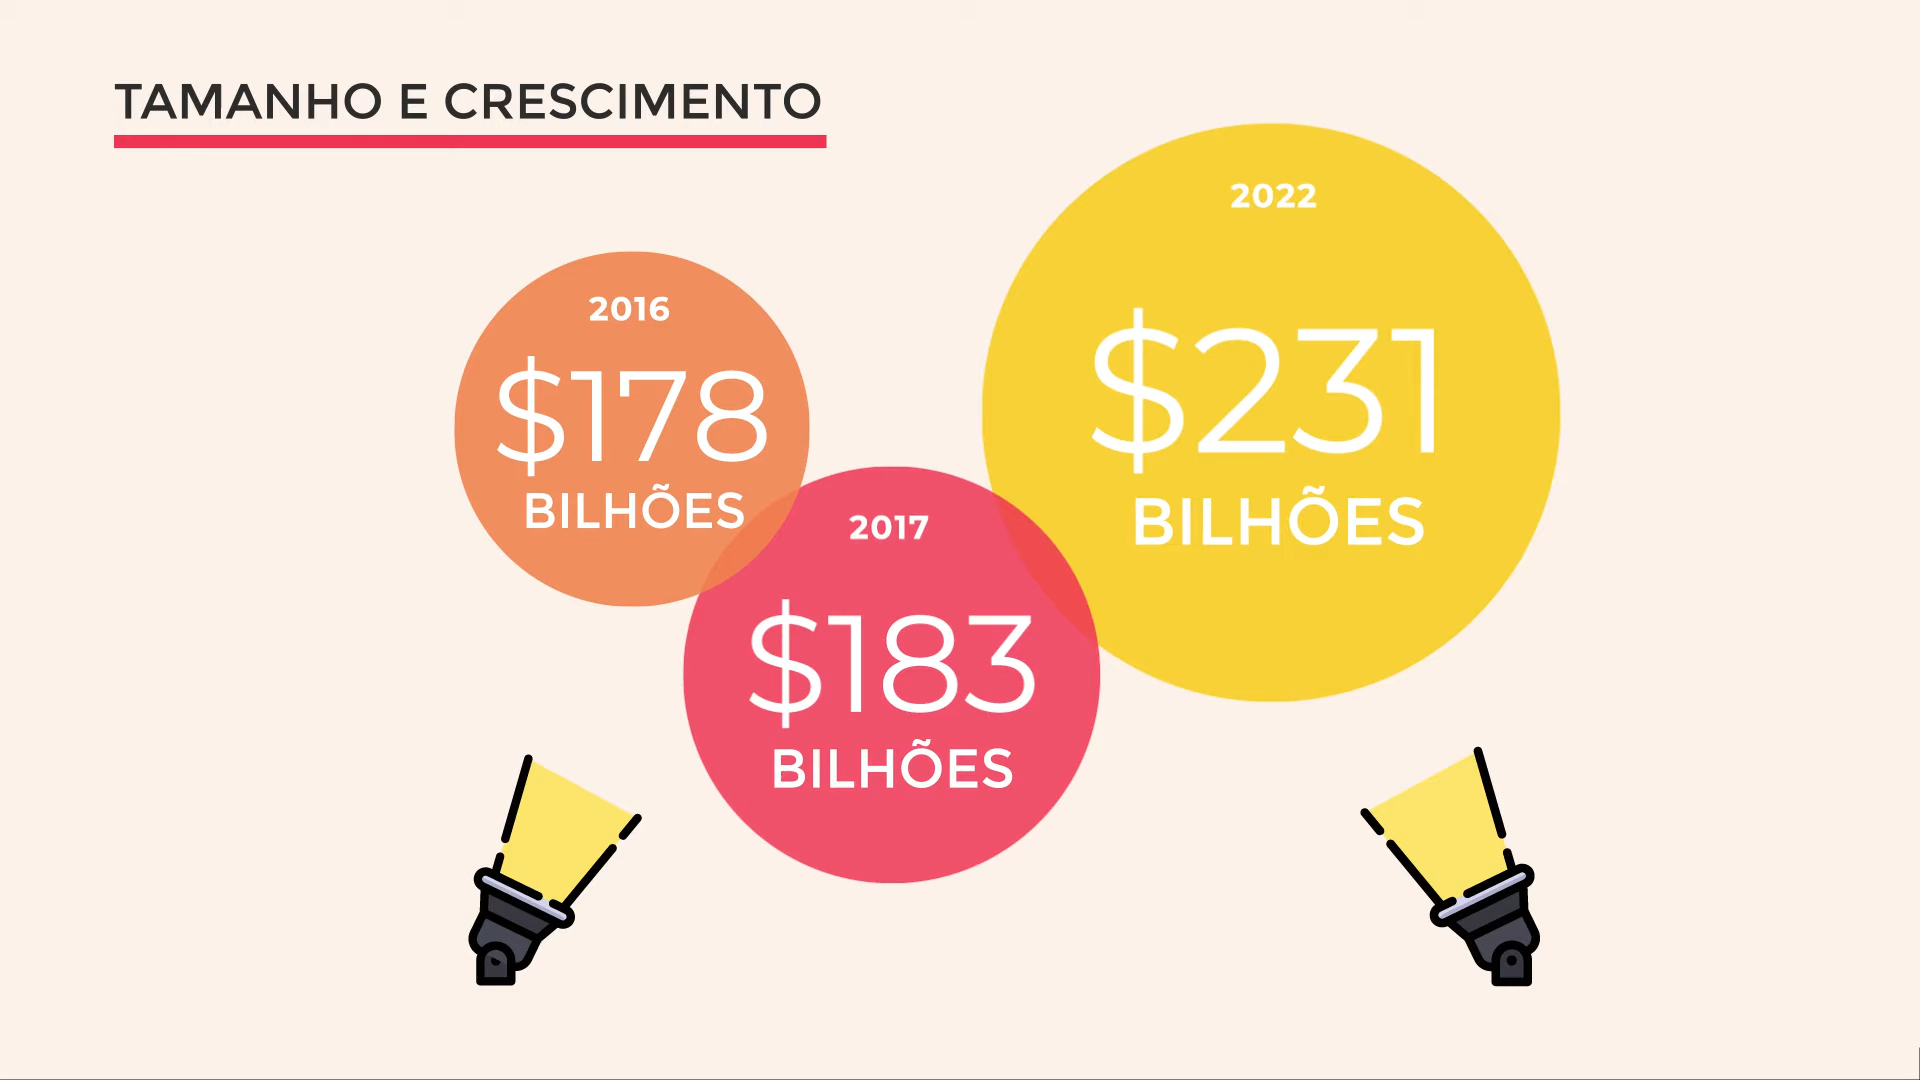 TAMANHO E CRESCIMENTO
2016
$178
BILHÕES
2017
$183
BILHÕES
2022
$231
BILHÕES